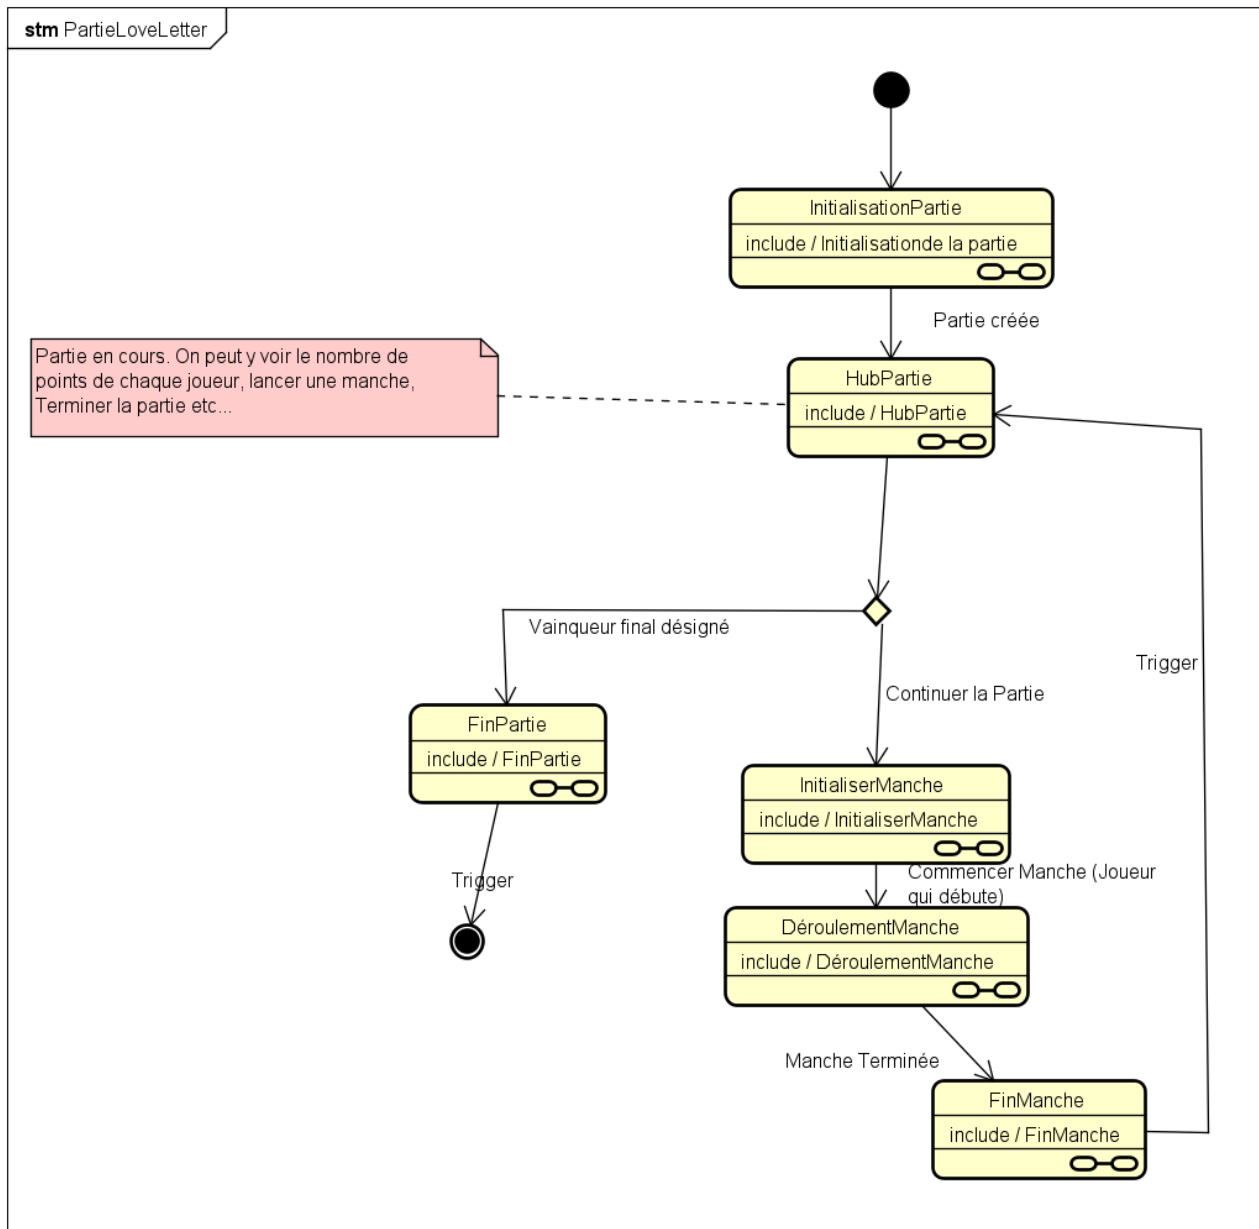 stm PartieLoveLetter
InitialisationPartie
include / Initialisationde la partie
Partie créée
Partie en cours. On peut y voir le nombre de
points de chaque joueur, lancer une manche,
Terminer la partie etc...
HubPartie
include / HubPartie
Vainqueur final désigné
Trigger
Continuer la Partie
FinPartie
include / FinPartie
InitialiserManche
include / InitialiserManche
Trigger
Commencer Manche (Joueur
qui débute)
DéroulementManche
include / DéroulementManche
Manche Terminée
FinManche
include / FinManche